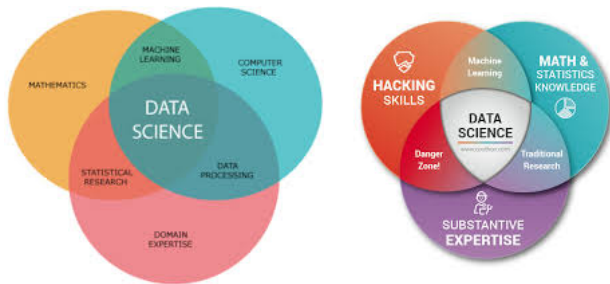 MACHINE
LEARNING
MATHEMATICS
COMPUTER
SCIENCE
DATA
SCIENCE
STATISTICAL
RESEARCH
DATA
PROCESSING
DOMAIN
EXPERTISE
HACKING
SKILLS
Machine
Learning
MATH &
STATISTICS
KNOWLEDGE
DATA
SCIENCE
Danger
Zone!
Traditional
Research
SUBSTANTIVE
EXPERTISE